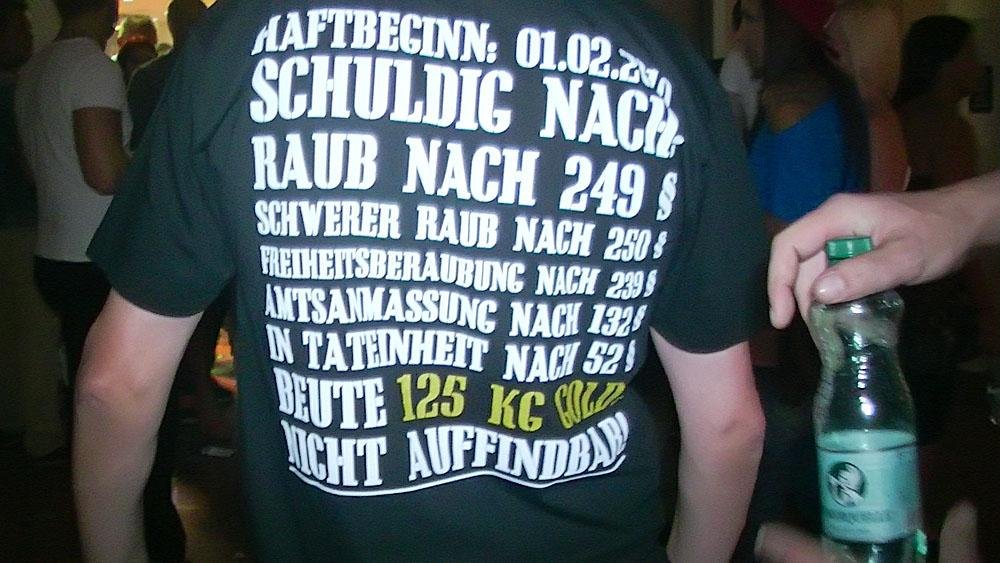 HAFTBEGINN: 01.02.
SCHULDIG NACH:
RAUB NACH 249 §
SCHWERER RAUB NACH 250 §
FREIHEITSBERAUBUNG NACH 239 §
AMTSANMASSUNG NACH 132 §
IN TATEINHEIT NACH 52 §
BEUTE 125 KG GOLD
NICHT AUFFINDBAR!